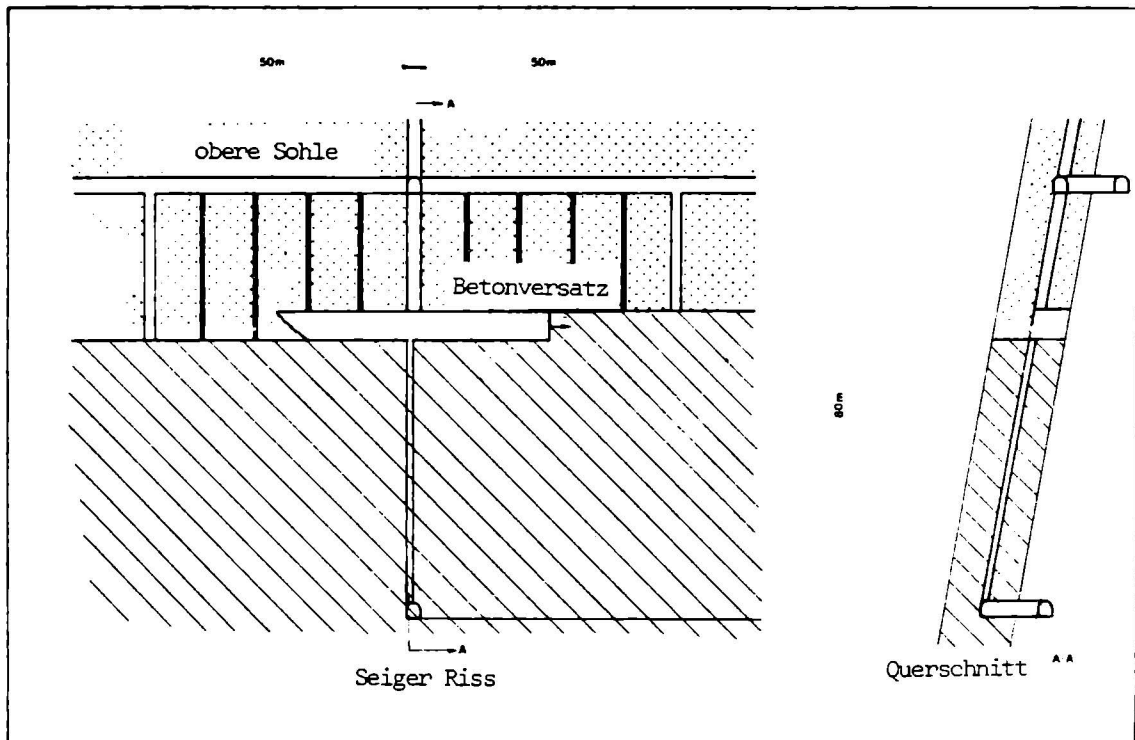 50m 50m
A
obere Sohle
Betonversatz
80m
A
Seiger Riss
Querschnitt A A